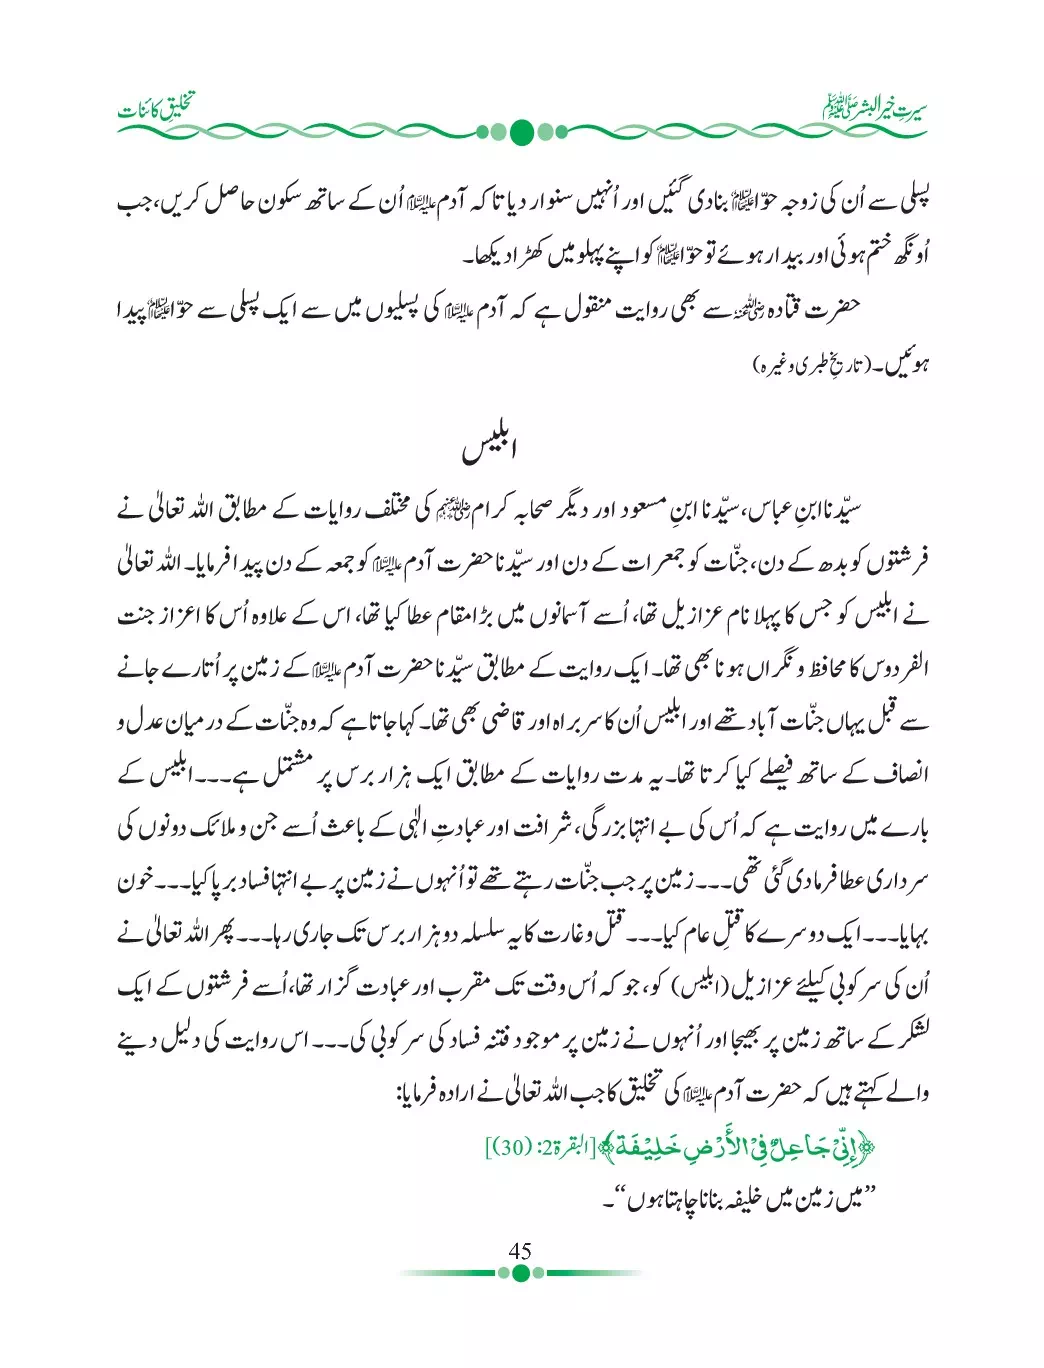 سیرتِ خیر البشر ﷺ
تخلیقِ کائنات
پسلی سے اُن کی زوجہ حوّا علیہا السلام بنادی گئیں اور اُنہیں سنوار دیا تا کہ آدم علیہ السلام اُن کے ساتھ سکون حاصل کریں، جب
اُونگھ ختم ہوئی اور بیدار ہوئے تو حوّا علیہا السلام کو اپنے پہلو میں کھڑا دیکھا۔
حضرت قتادہ رضی اللہ عنہ سے بھی روایت منقول ہے کہ آدم علیہ السلام کی پسلیوں میں سے ایک پسلی سے حوّا علیہا السلام پیدا
ہوئیں۔ (تاریخِ طبری وغیرہ)
ابلیس
سیّدنا ابنِ عباس، سیّدنا ابنِ مسعود اور دیگر صحابہ کرام رضی اللہ عنہم کی مختلف روایات کے مطابق اللہ تعالیٰ نے
فرشتوں کو بدھ کے دن، جنّات کو جمعرات کے دن اور سیّدنا حضرت آدم علیہ السلام کو جمعہ کے دن پیدا فرمایا۔ اللہ تعالیٰ
نے ابلیس کو جس کا پہلا نام عزازیل تھا، اُسے آسمانوں میں بڑا مقام عطا کیا تھا، اس کے علاوہ اُس کا اعزاز جنت
الفردوس کا محافظ و نگراں ہونا بھی تھا۔ ایک روایت کے مطابق سیّدنا حضرت آدم علیہ السلام کے زمین پر اُتارے جانے
سے قبل یہاں جنّات آباد تھے اور ابلیس اُن کا سربراہ اور قاضی بھی تھا۔ کہا جاتا ہے کہ وہ جنّات کے درمیان عدل و
انصاف کے ساتھ فیصلے کیا کرتا تھا۔ یہ مدت روایات کے مطابق ایک ہزار برس پر مشتمل ہے۔۔۔ ابلیس کے
بارے میں روایت ہے کہ اُس کی بے انتہا بزرگی، شرافت اور عبادتِ الٰہی کے باعث اُسے جن و ملائک دونوں کی
سرداری عطا فرمادی گئی تھی۔۔۔ زمین پر جب جنّات رہتے تھے تو اُنہوں نے زمین پر بے انتہا فساد برپا کیا۔۔۔ خون
بہایا۔۔۔ ایک دوسرے کا قتلِ عام کیا۔۔۔ قتل و غارت کا یہ سلسلہ دو ہزار برس تک جاری رہا۔۔۔ پھر اللہ تعالیٰ نے
اُن کی سرکوبی کیلئے عزازیل (ابلیس) کو، جو کہ اُس وقت تک مقرب اور عبادت گزار تھا، اُسے فرشتوں کے ایک
لشکر کے ساتھ زمین پر بھیجا اور اُنہوں نے زمین پر موجود فتنہ فساد کی سرکوبی کی۔۔۔ اس روایت کی دلیل دینے
والے کہتے ہیں کہ حضرت آدم علیہ السلام کی تخلیق کا جب اللہ تعالیٰ نے ارادہ فرمایا:
﴿اِنِّیْ جَاعِلٌ فِی الْأَرْضِ خَلِیْفَة﴾ [البقرة 2: (30)]
”میں زمین میں خلیفہ بنانا چاہتا ہوں“۔
45